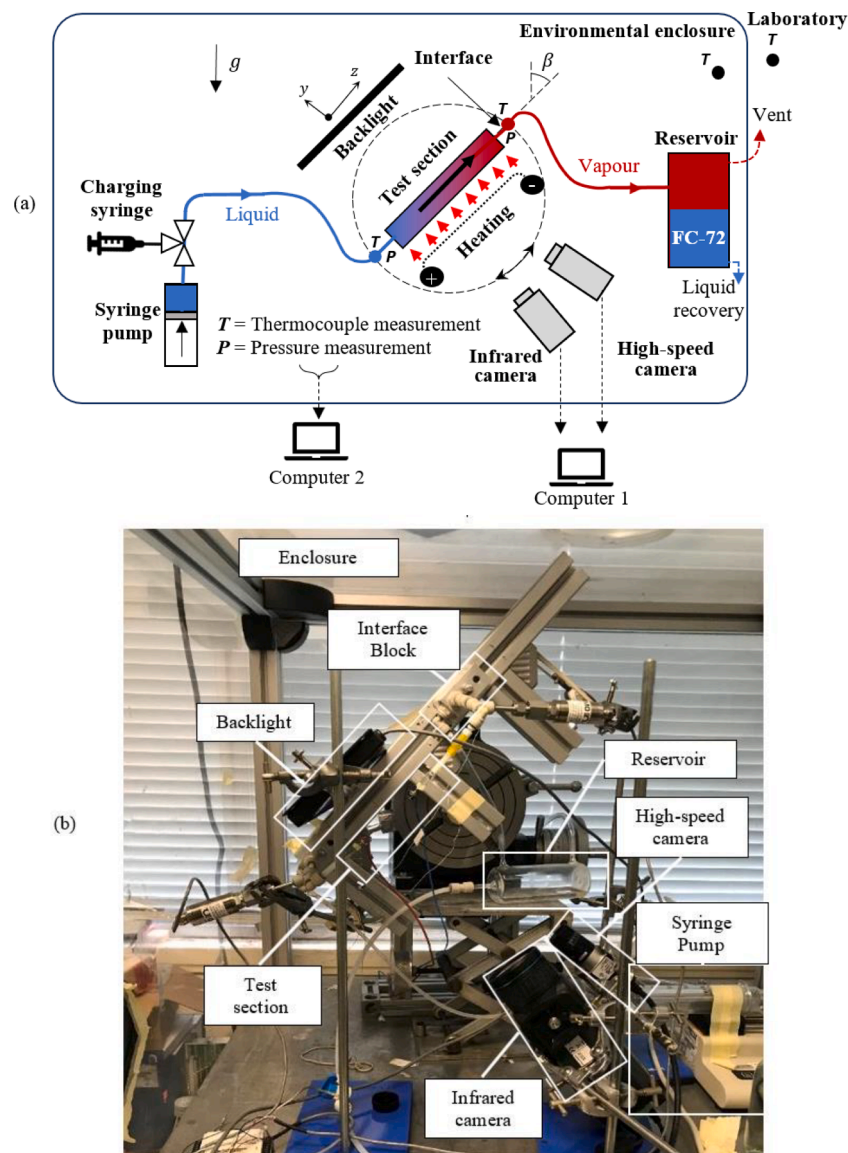 (a)
g
y
z
Backlight
Interface
T
P
β
Environmental enclosure
Laboratory
T
T
Vent
Reservoir
Vapour
FC-72
Liquid
recovery
Test section
Heating
-
+
Charging
syringe
Liquid
T
P
Syringe
pump
T = Thermocouple measurement
P = Pressure measurement
Infrared
camera
High-speed
camera
Computer 2
Computer 1
(b)
Enclosure
Interface
Block
Backlight
Reservoir
High-speed
camera
Syringe
Pump
Test
section
Infrared
camera